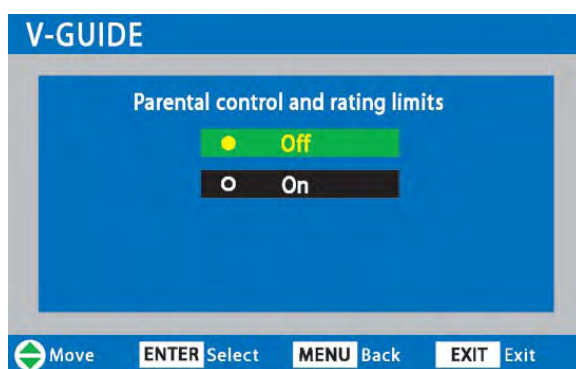 V-GUIDE
Parental control and rating limits
Off
On
Move ENTER Select MENU Back EXIT Exit